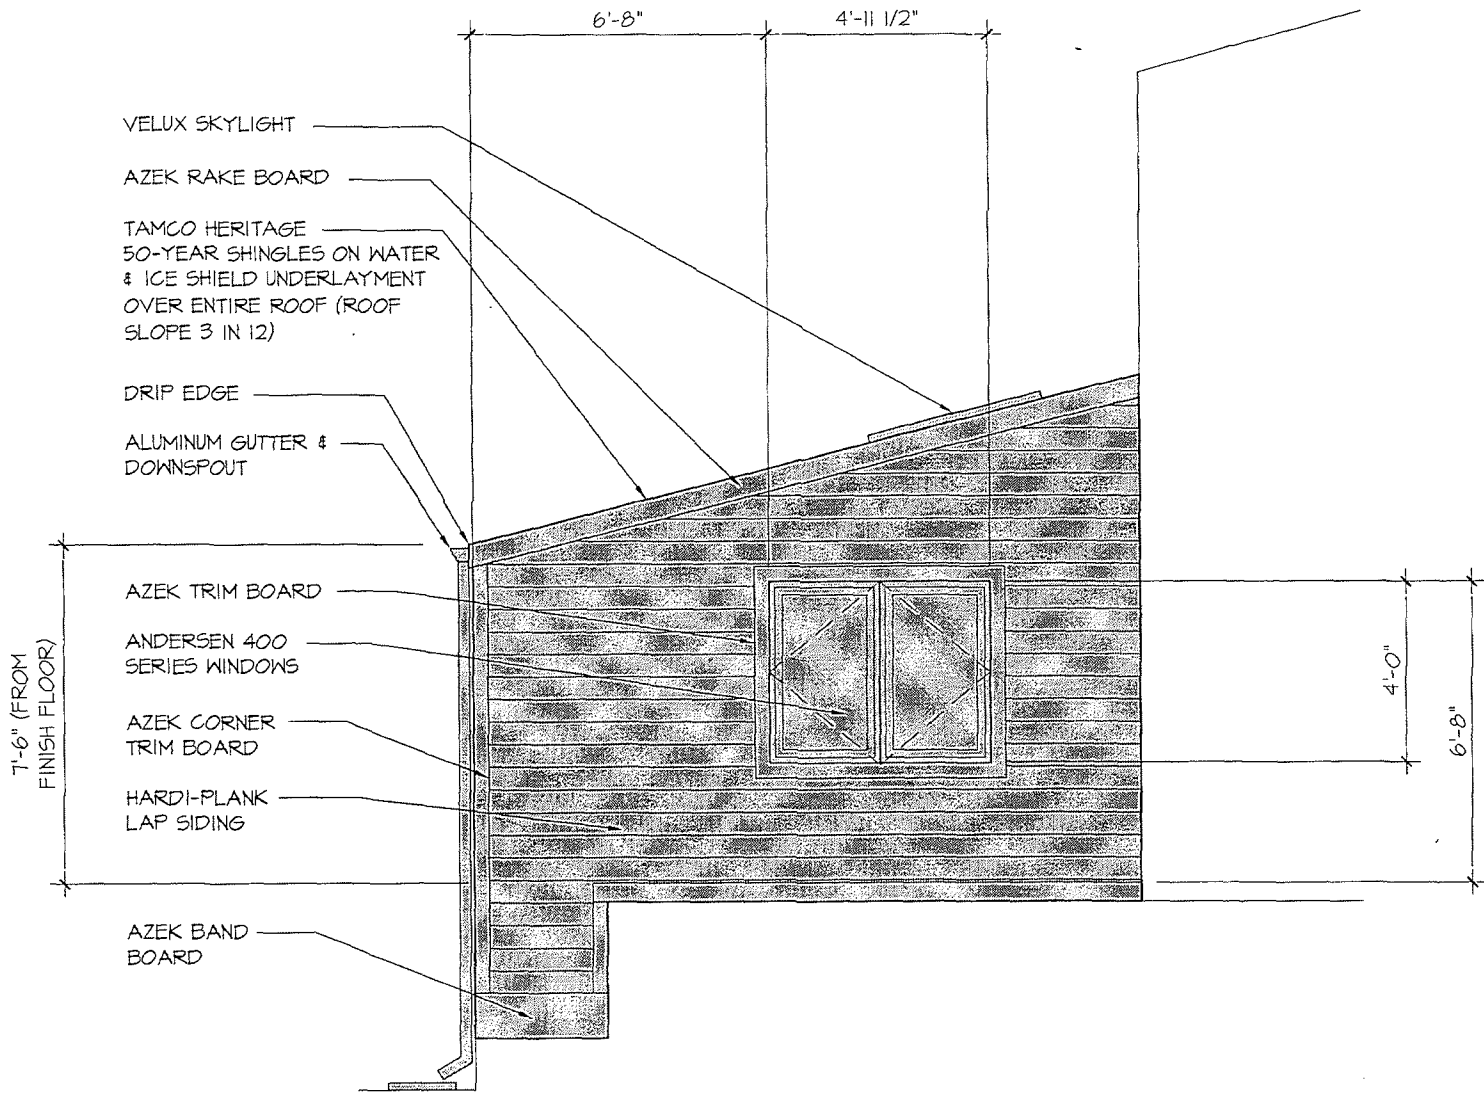 6'-8"
4'-11 1/2"
VELUX SKYLIGHT
AZEK RAKE BOARD
TAMCO HERITAGE
50-YEAR SHINGLES ON WATER
& ICE SHIELD UNDERLAYMENT
OVER ENTIRE ROOF (ROOF
SLOPE 3 IN 12)
DRIP EDGE
ALUMINUM GUTTER &
DOWNSPOUT
AZEK TRIM BOARD
ANDERSEN 400
SERIES WINDOWS
AZEK CORNER
TRIM BOARD
HARDI-PLANK
LAP SIDING
AZEK BAND
BOARD
7'-6" (FROM
FINISH FLOOR)
4'-0"
6'-8"